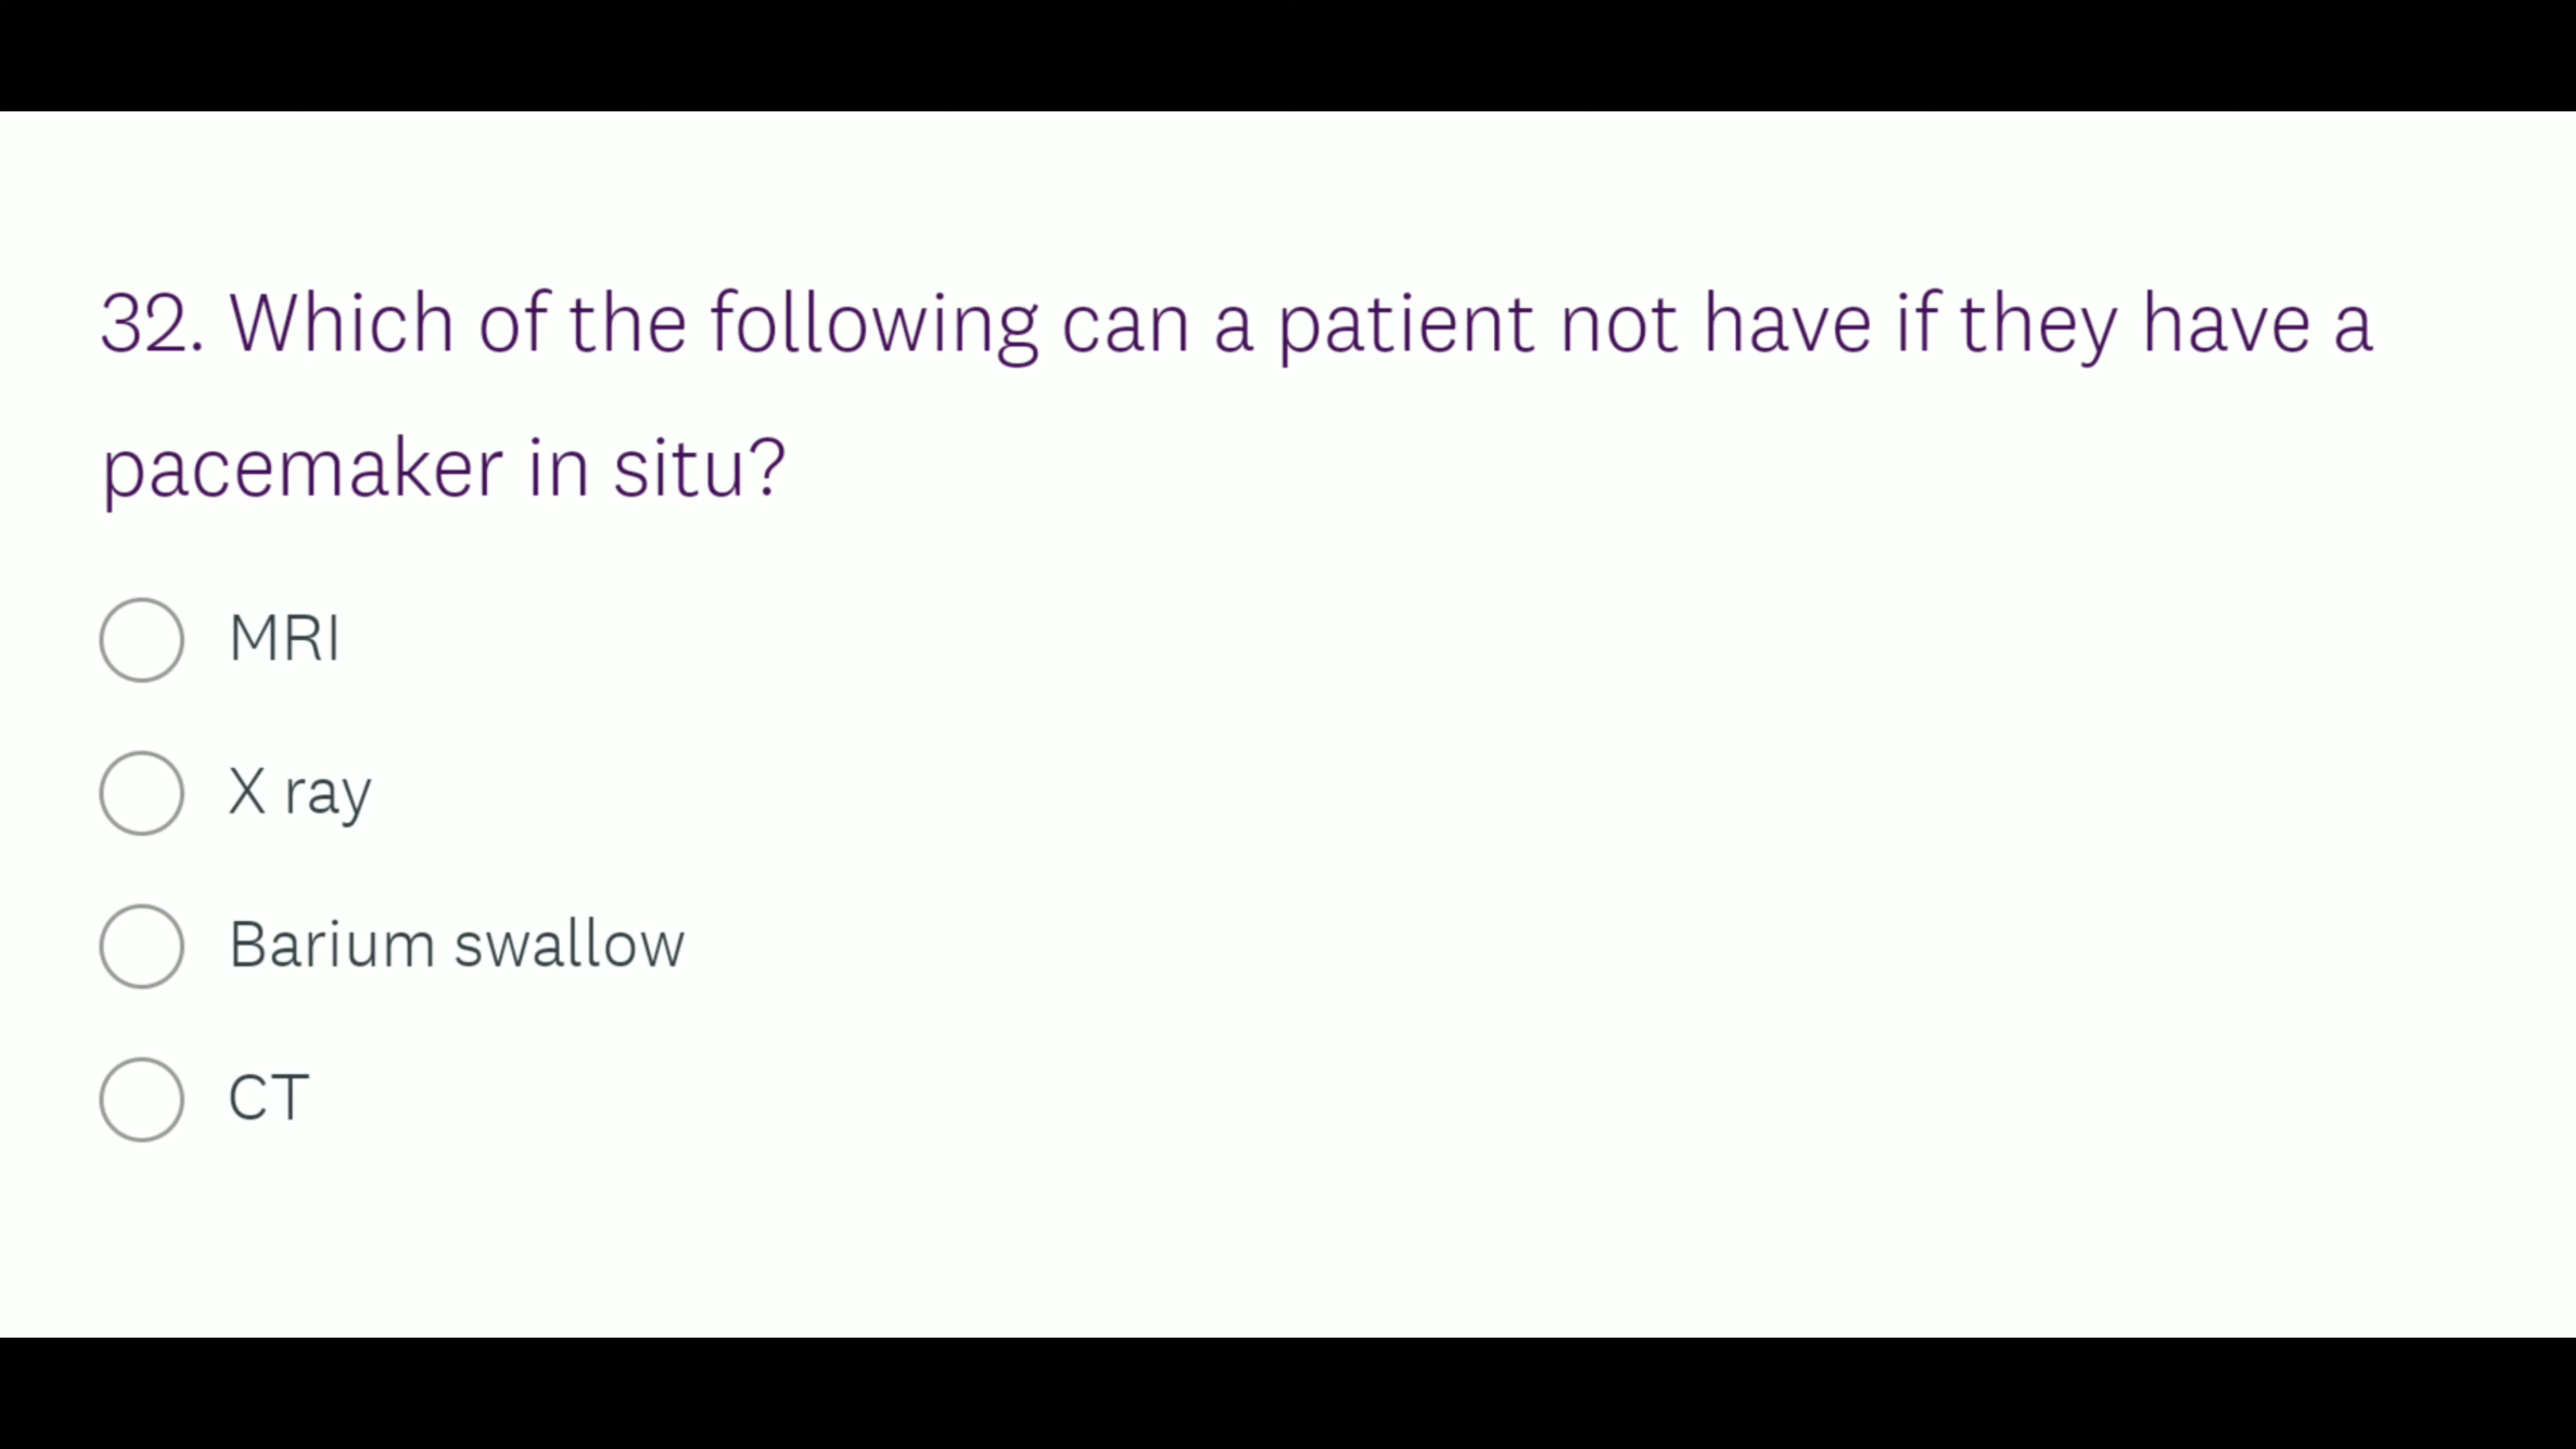 32. Which of the following can a patient not have if they have a
pacemaker in situ?
MRI
X ray
Barium swallow
CT